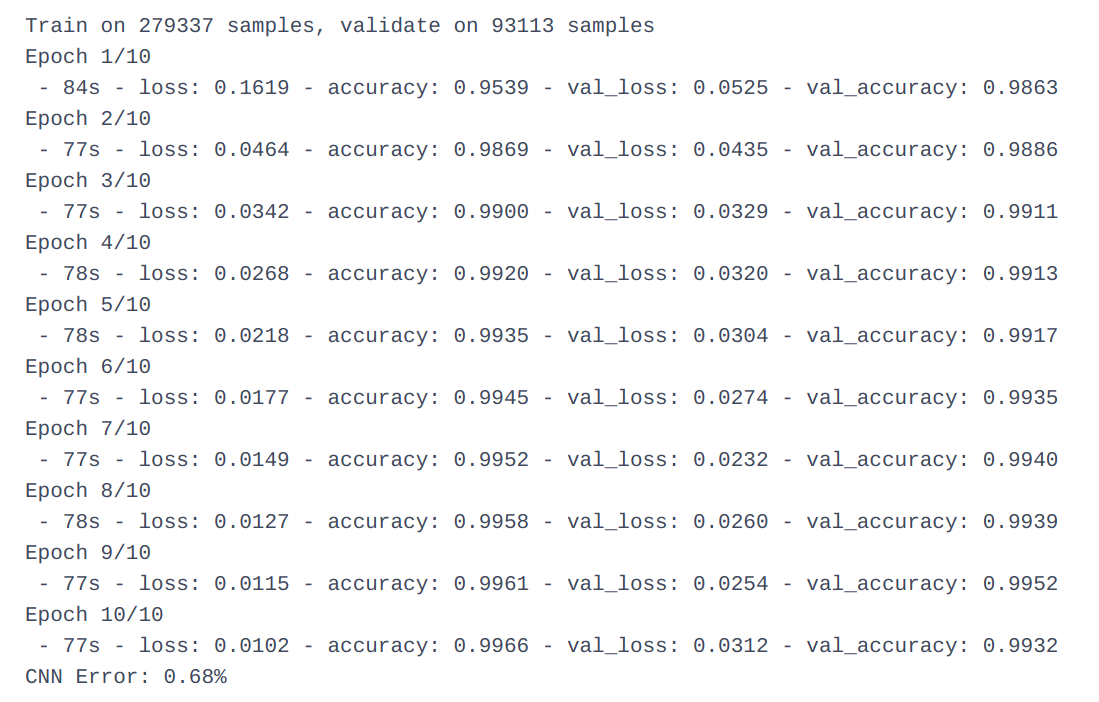 Train on 279337 samples, validate on 93113 samples
Epoch 1/10
 - 84s - loss: 0.1619 - accuracy: 0.9539 - val_loss: 0.0525 - val_accuracy: 0.9863
Epoch 2/10
 - 77s - loss: 0.0464 - accuracy: 0.9869 - val_loss: 0.0435 - val_accuracy: 0.9886
Epoch 3/10
 - 77s - loss: 0.0342 - accuracy: 0.9900 - val_loss: 0.0329 - val_accuracy: 0.9911
Epoch 4/10
 - 78s - loss: 0.0268 - accuracy: 0.9920 - val_loss: 0.0320 - val_accuracy: 0.9913
Epoch 5/10
 - 78s - loss: 0.0218 - accuracy: 0.9935 - val_loss: 0.0304 - val_accuracy: 0.9917
Epoch 6/10
 - 77s - loss: 0.0177 - accuracy: 0.9945 - val_loss: 0.0274 - val_accuracy: 0.9935
Epoch 7/10
 - 77s - loss: 0.0149 - accuracy: 0.9952 - val_loss: 0.0232 - val_accuracy: 0.9940
Epoch 8/10
 - 78s - loss: 0.0127 - accuracy: 0.9958 - val_loss: 0.0260 - val_accuracy: 0.9939
Epoch 9/10
 - 77s - loss: 0.0115 - accuracy: 0.9961 - val_loss: 0.0254 - val_accuracy: 0.9952
Epoch 10/10
 - 77s - loss: 0.0102 - accuracy: 0.9966 - val_loss: 0.0312 - val_accuracy: 0.9932
CNN Error: 0.68%